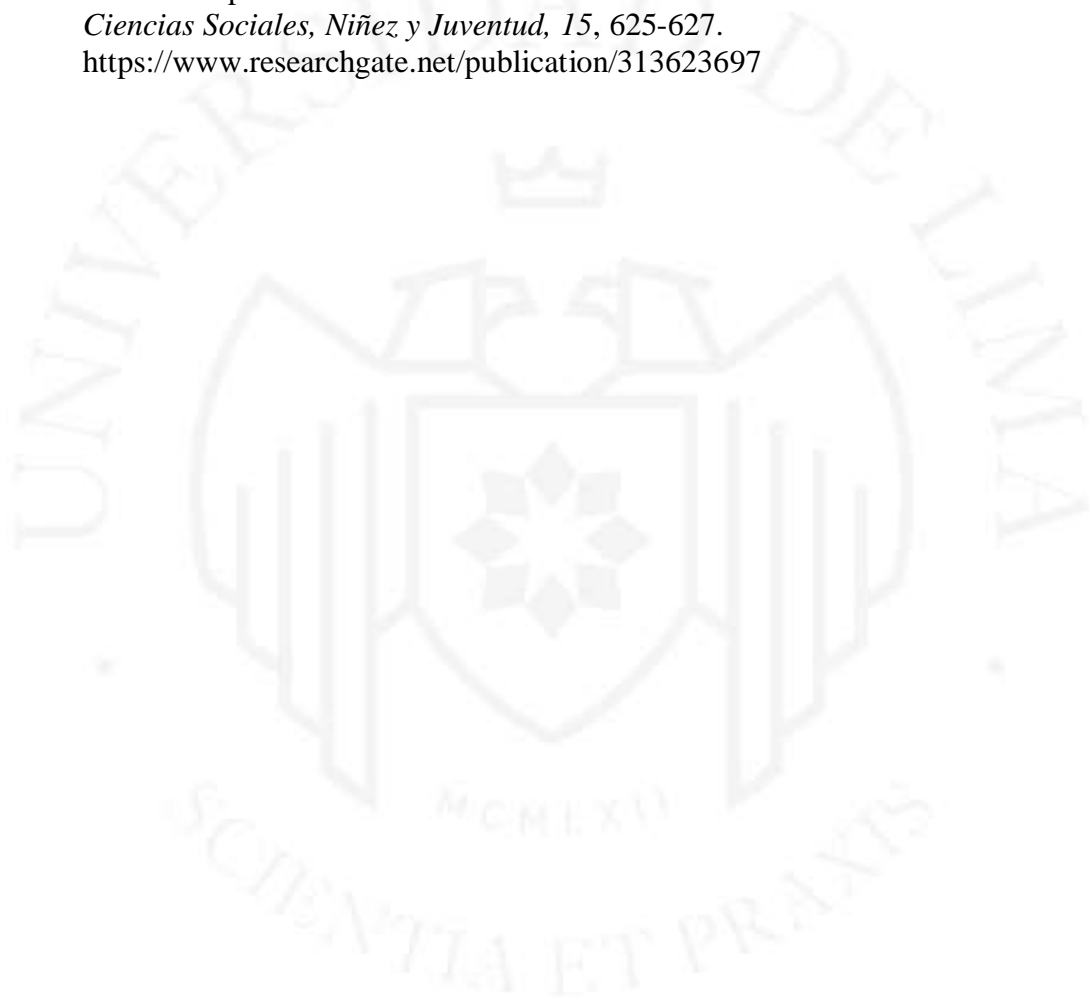 Ciencias Sociales, Niñez y Juventud, 15, 625-627.
https://www.researchgate.net/publication/313623697
UNIVERSITAS DE LIMA
MCMLXII
SCIENTIA ET PRAXIS